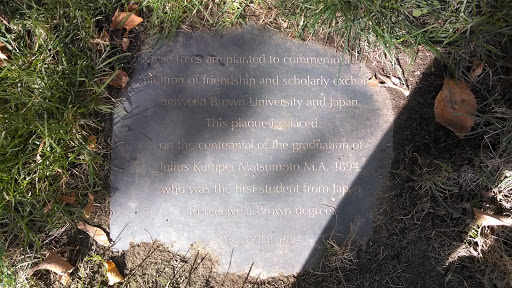 These trees are planted to commemorate
tradition of friendship and scholarly exchange
between Brown University and Japan.
This plaque is placed
on the centennial of the graduation of
Julius Kumpei Matsumoto M.A. 1894
who was the first student from Japan
to receive a Brown degree.
1994